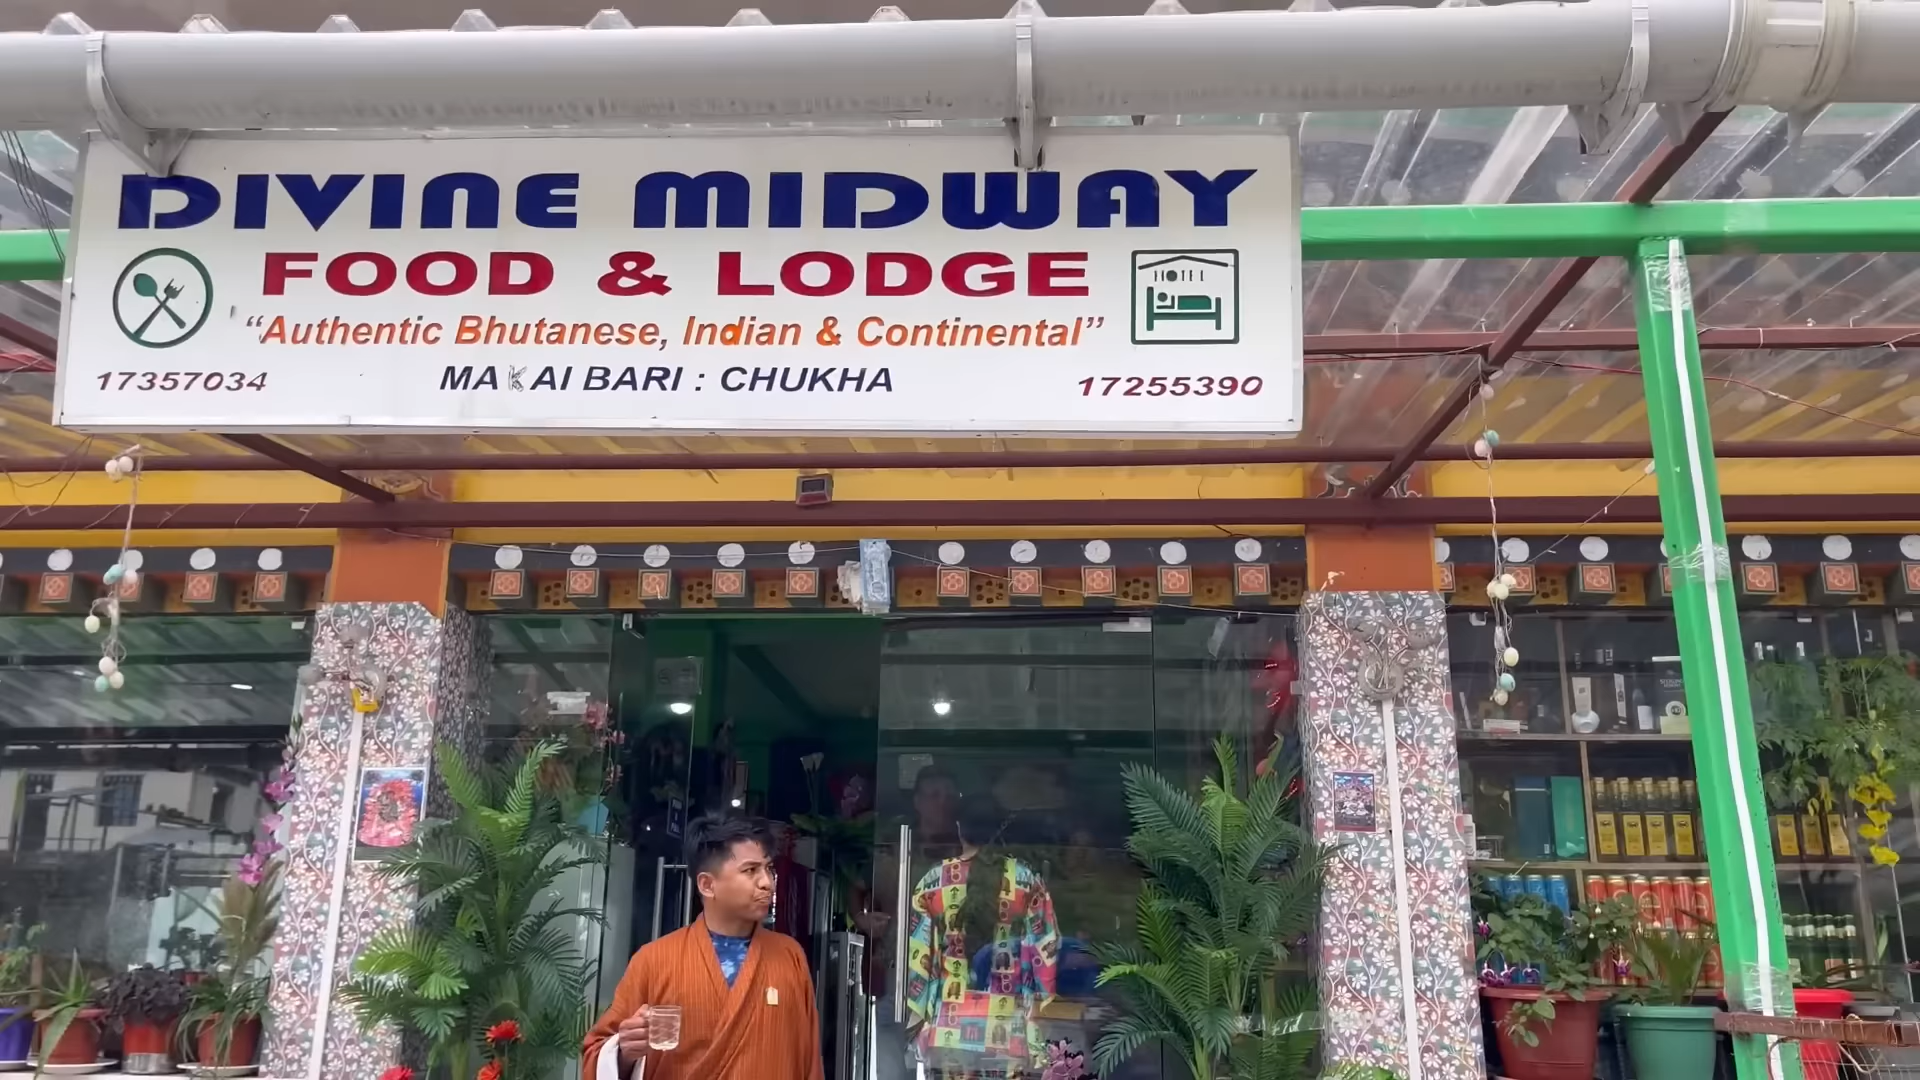 DIVINE MIDWAY
FOOD & LODGE
HOTEL
“Authentic Bhutanese, Indian & Continental”
17357034
MAKAI BARI : CHUKHA
17255390